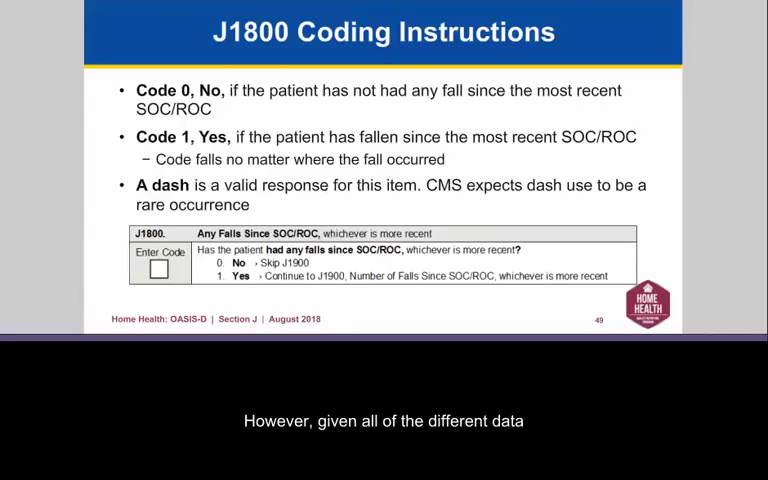 J1800 Coding Instructions
• Code 0, No, if the patient has not had any fall since the most recent
SOC/ROC
• Code 1, Yes, if the patient has fallen since the most recent SOC/ROC
– Code falls no matter where the fall occurred
• A dash is a valid response for this item. CMS expects dash use to be a
rare occurrence
J1800. Any Falls Since SOC/ROC, whichever is more recent
Enter Code
Has the patient had any falls since SOC/ROC, whichever is more recent?
0. No › Skip J1900
1. Yes › Continue to J1900, Number of Falls Since SOC/ROC, whichever is more recent
Home Health: OASIS-D | Section J | August 2018
49
HOME
HEALTH
However, given all of the different data